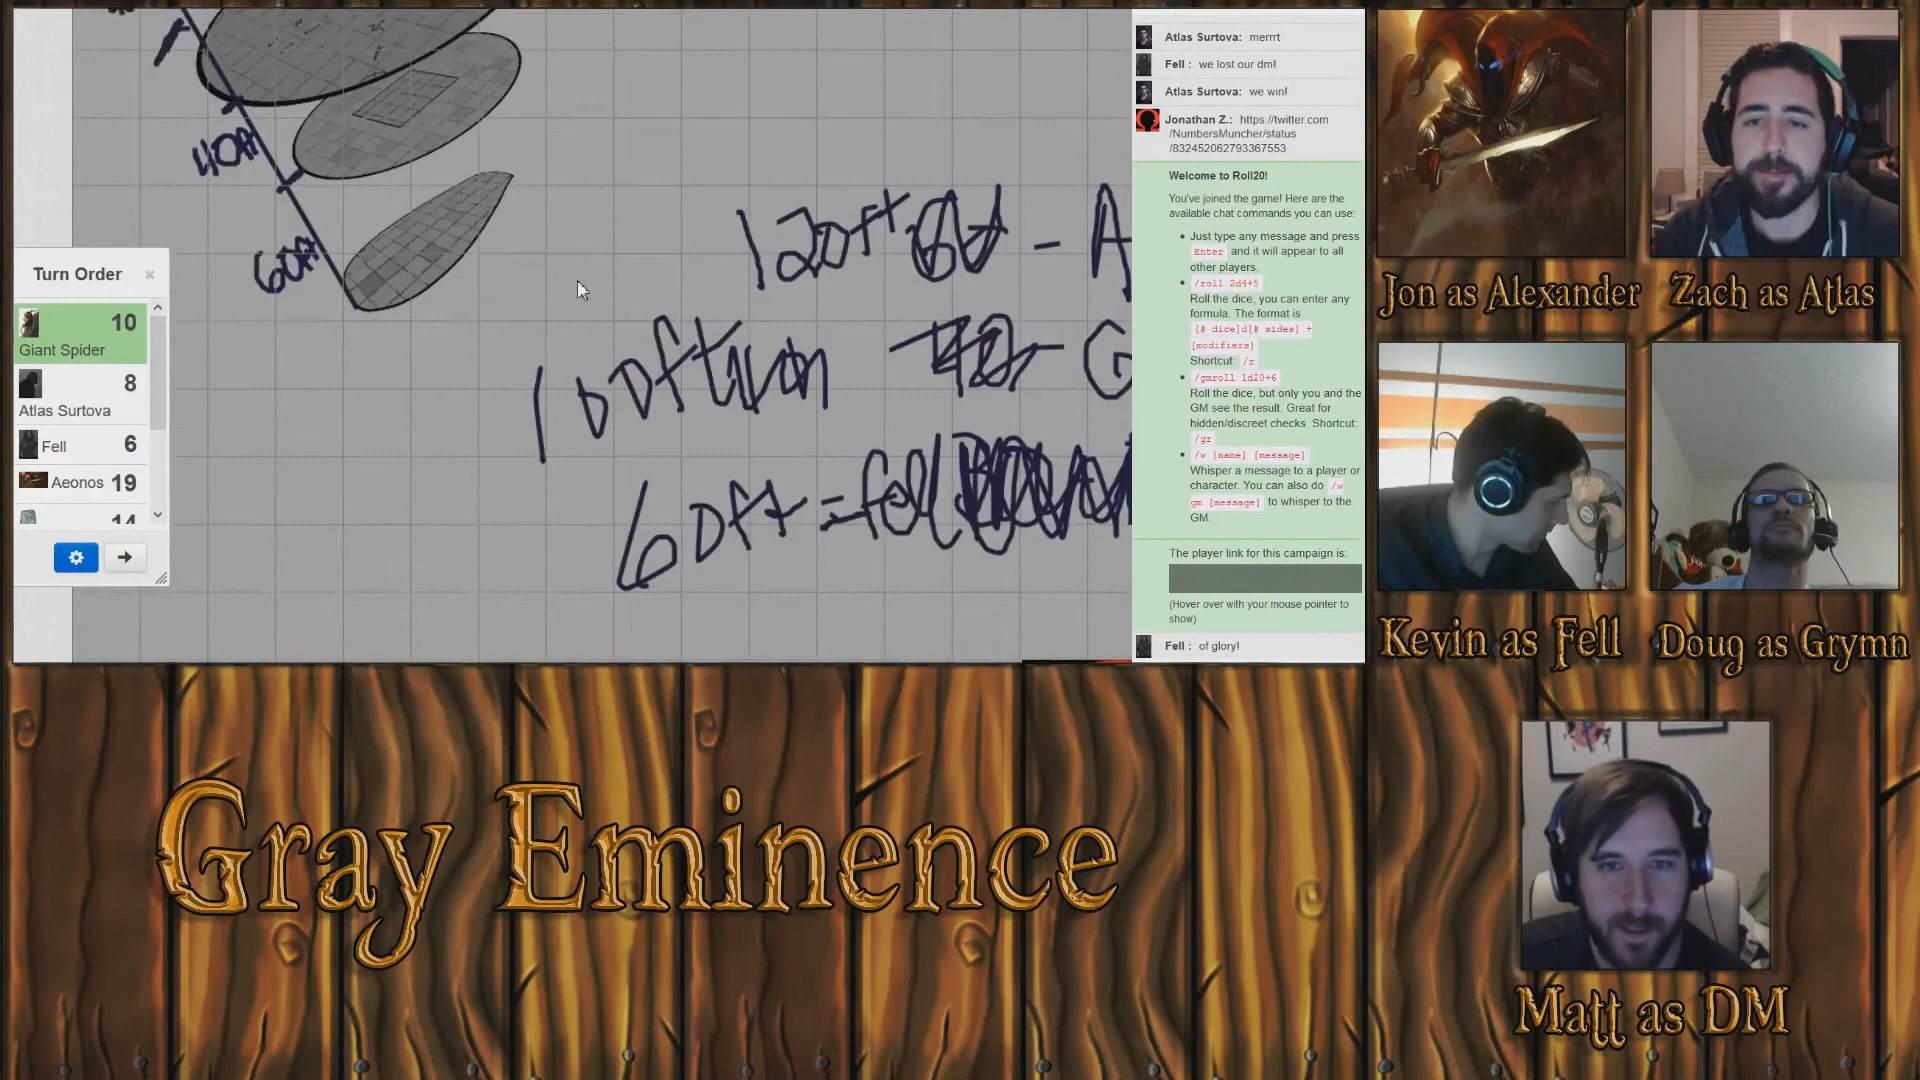 Atlas Surtova: merrrt
Fell : we lost our dm!
Atlas Surtova: we win!
Jonathan Z.: https://twitter.com
/NumbersMuncher/status
/832452062793367553
Welcome to Roll20!
You've joined the game! Here are the
available chat commands you can use:
• Just type any message and press
Enter and it will appear to all
other players.
• /roll 2d4+5
Roll the dice, you can enter any
formula. The format is
[# dice]d[# sides] +
[modifiers]
Shortcut: /r
• /gmroll 1d20+6
Roll the dice, but only you and the
GM see the result. Great for
hidden/discreet checks. Shortcut:
/gr
• /w [name] [message]
Whisper a message to a player or
character. You can also do /w
gm [message] to whisper to the
GM.
The player link for this campaign is:
(Hover over with your mouse pointer to
show)
Fell : of glory!
Turn Order
10
Giant Spider
8
Atlas Surtova
Fell 6
Aeonos 19
14
40ft
60ft
120ft - A
100ft G
60ft = fell
Jon as Alexander
Zach as Atlas
Kevin as Fell
Doug as Grymn
Matt as DM
Gray Eminence